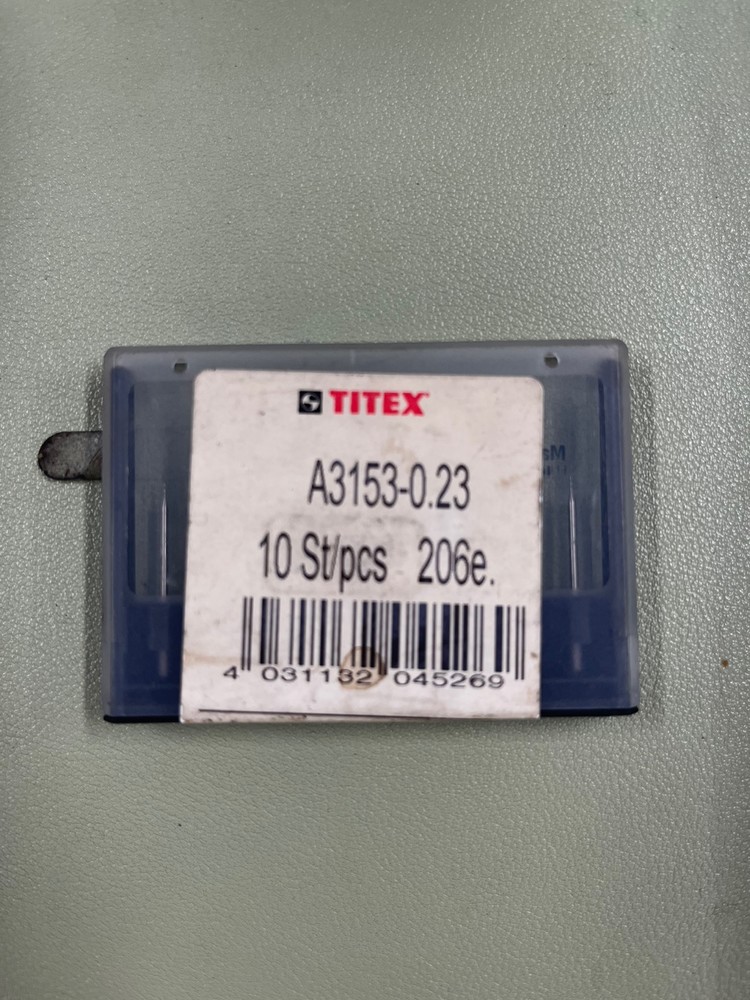 TITEX
A3153-0.23
10 St/pcs 206e.
4 031132 045269